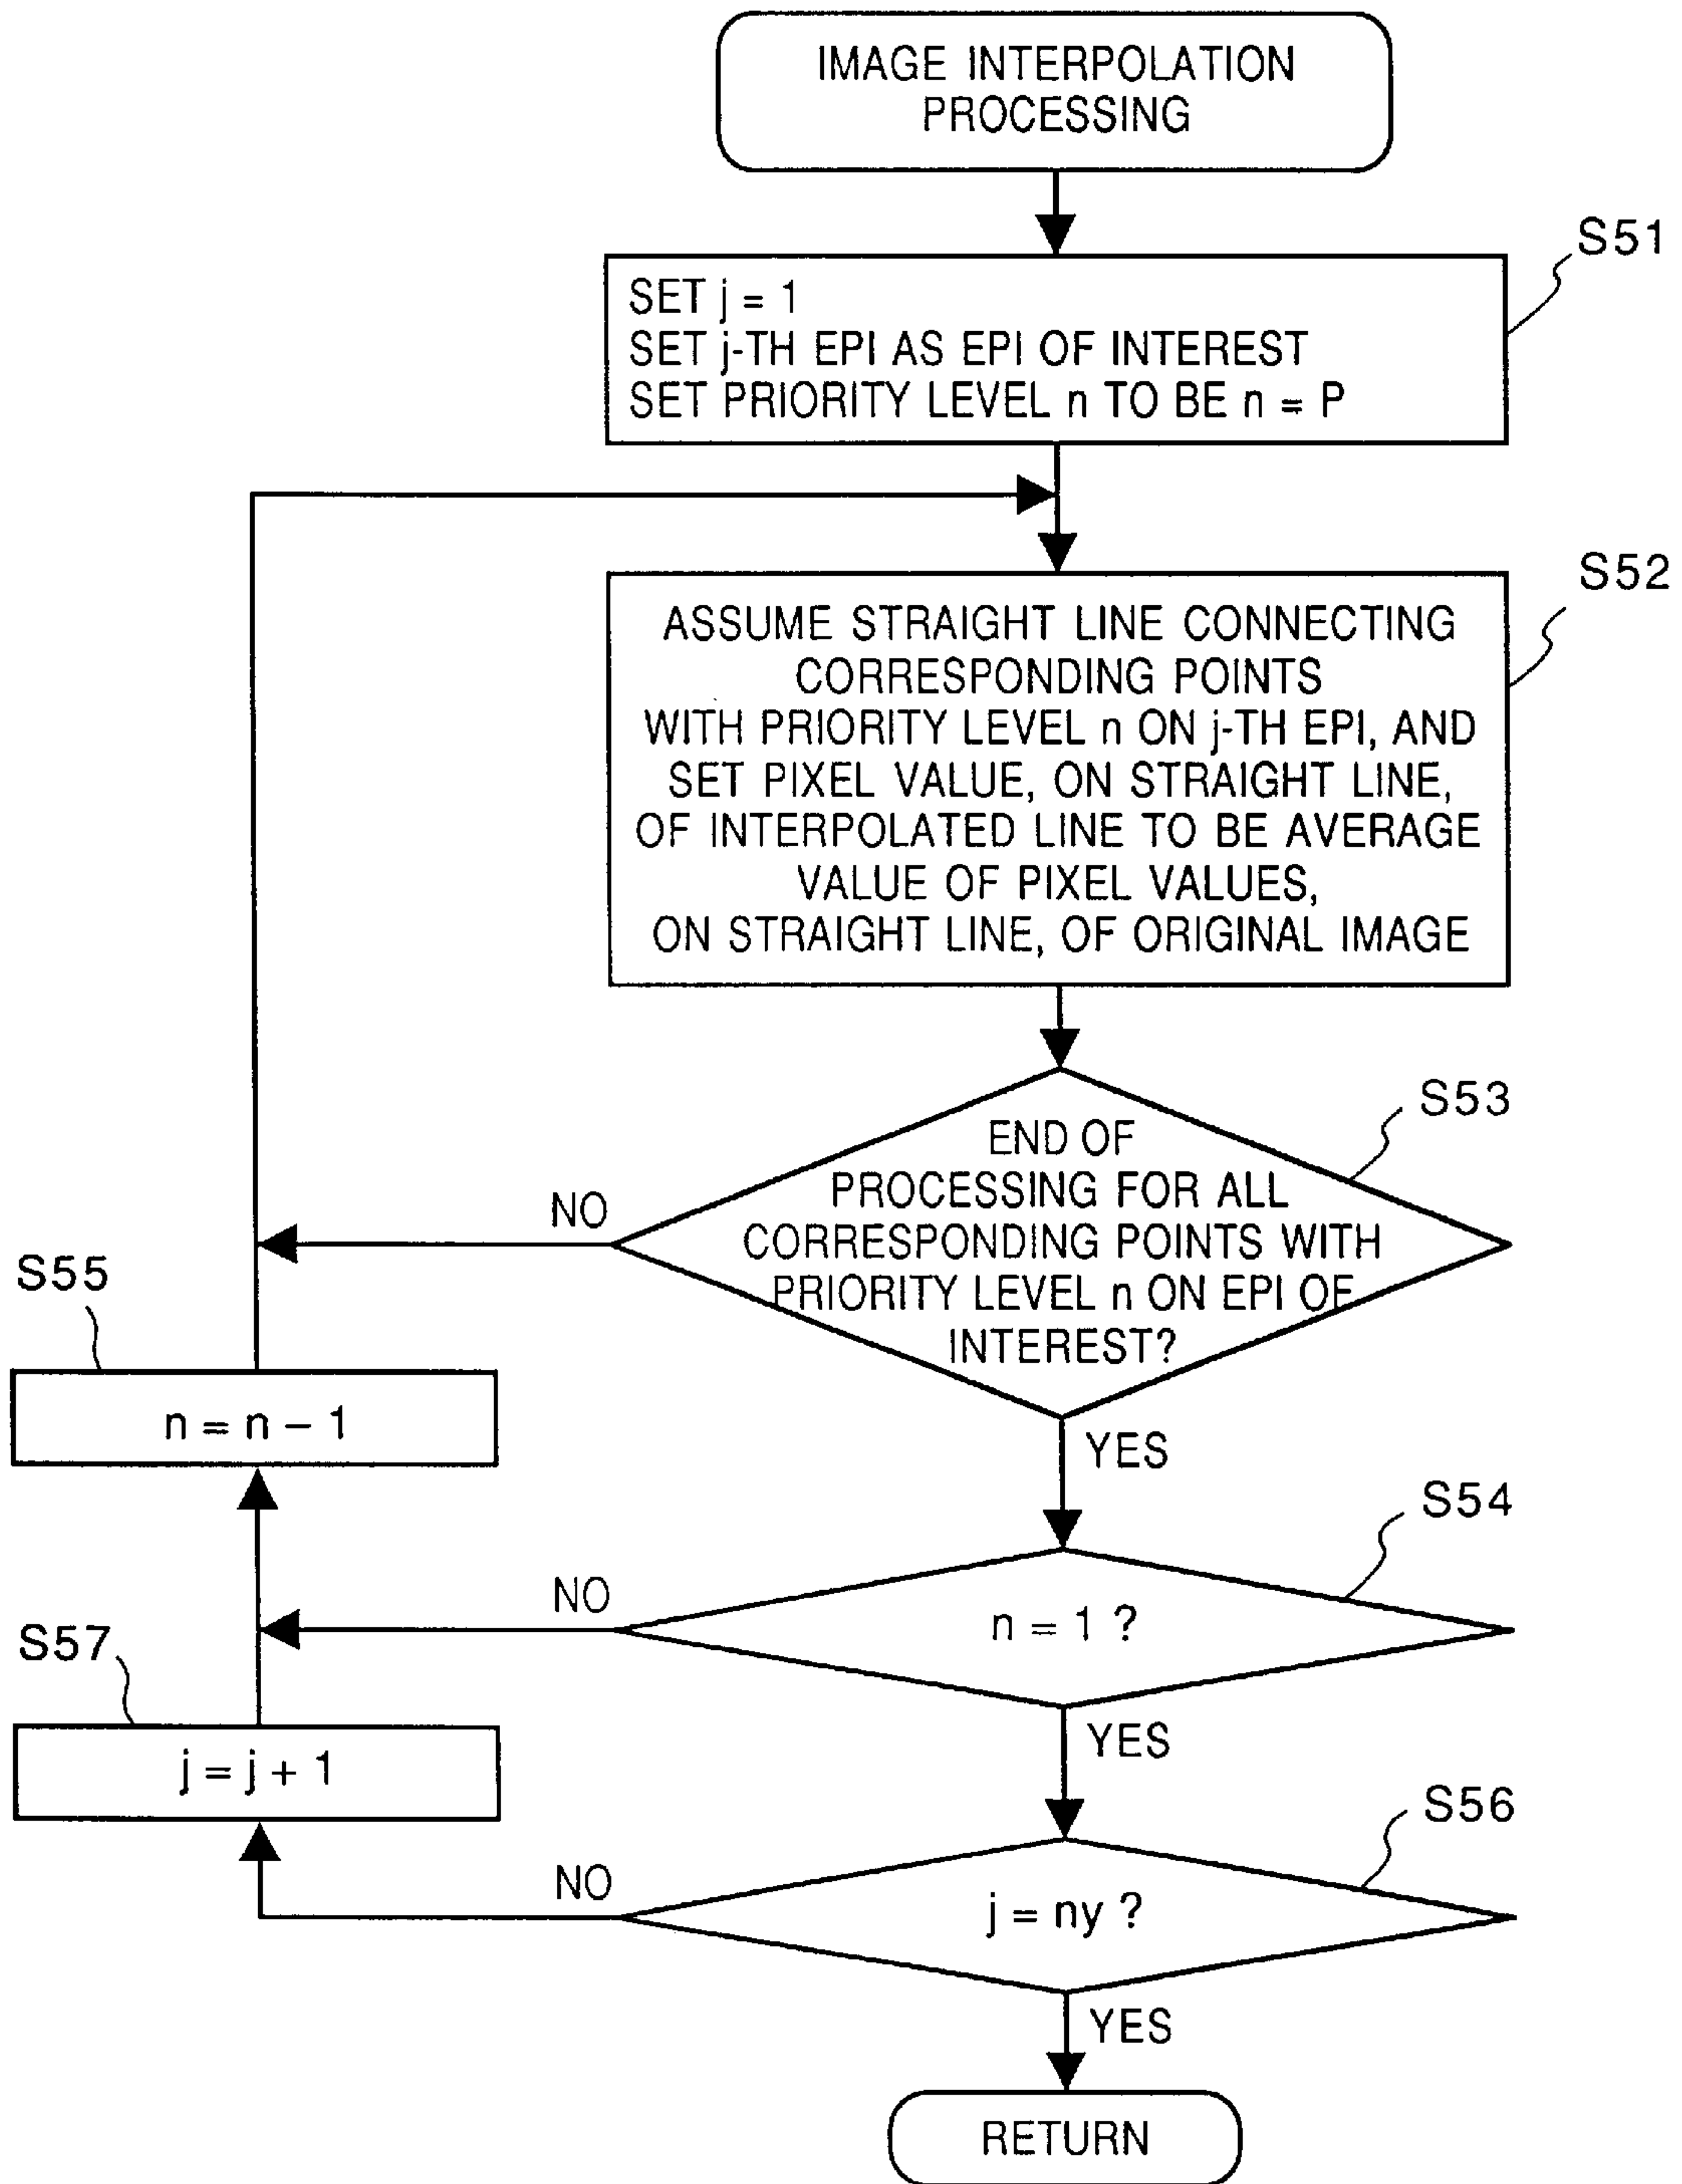 IMAGE INTERPOLATION
PROCESSING
S51
SET j = 1
SET j-TH EPI AS EPI OF INTEREST
SET PRIORITY LEVEL n TO BE n = P
S52
ASSUME STRAIGHT LINE CONNECTING
CORRESPONDING POINTS
WITH PRIORITY LEVEL n ON j-TH EPI, AND
SET PIXEL VALUE, ON STRAIGHT LINE,
OF INTERPOLATED LINE TO BE AVERAGE
VALUE OF PIXEL VALUES,
ON STRAIGHT LINE, OF ORIGINAL IMAGE
S53
END OF
PROCESSING FOR ALL
CORRESPONDING POINTS WITH
PRIORITY LEVEL n ON EPI OF
INTEREST?
NO
S55
n = n – 1
YES
S54
n = 1 ?
NO
S57
j = j + 1
YES
S56
j = ny ?
NO
YES
RETURN